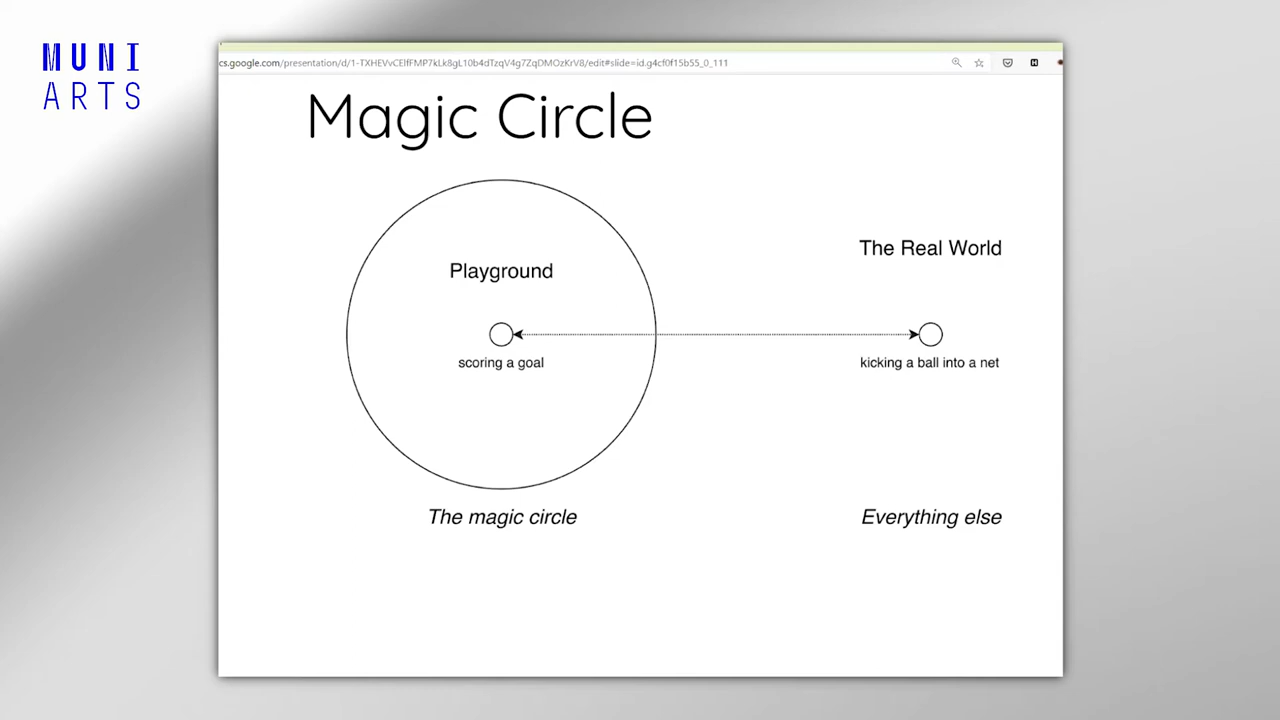 MUNI
ARTS
cs.google.com/presentation/d/1-TXHEVvCElfFMP7kLk8gL10b4dTzqV4g7ZqDMOzKrV8/edit#slide=id.g4cf0f15b55_0_111
Magic Circle
The Real World
Playground
scoring a goal
kicking a ball into a net
The magic circle
Everything else